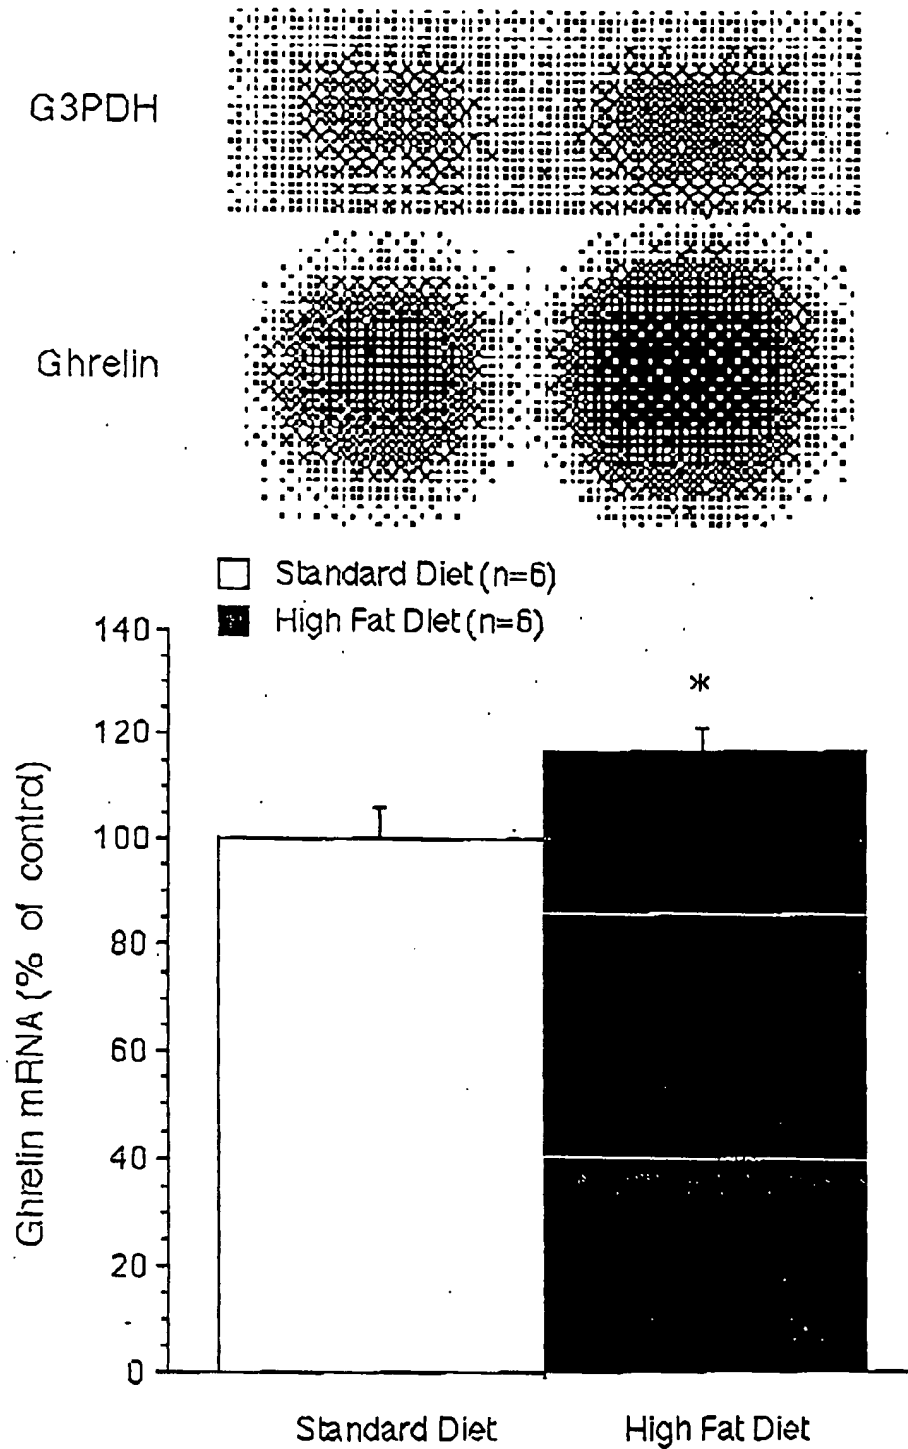 G3PDH
Ghrelin
Standard Diet (n=6)
High Fat Diet (n=6)
140
*
120
100
80
60
40
20
0
Ghrelin mRNA (% of control)
Standard Diet
High Fat Diet